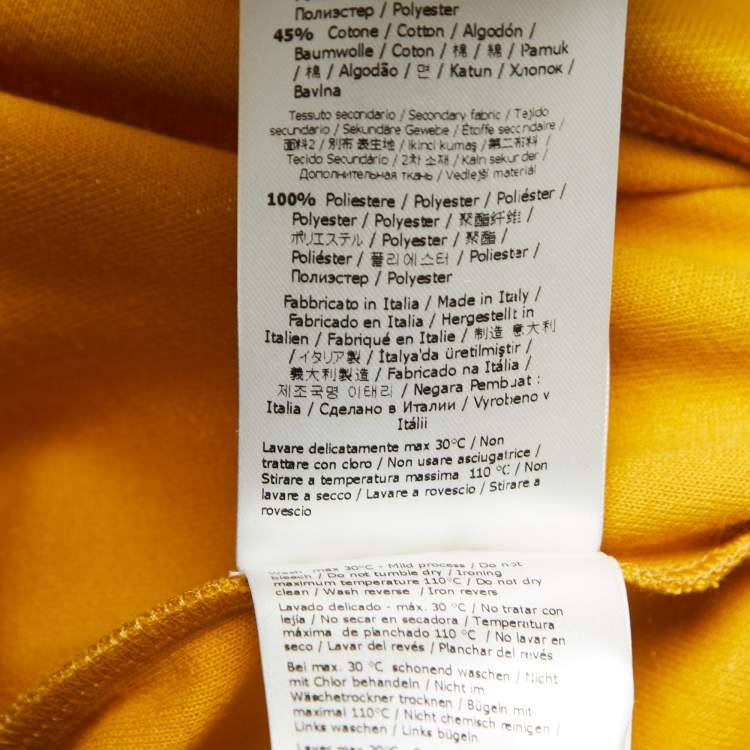 Полиэстер / Polyester
45% Cotone / Cotton / Algodón /
Baumwolle / Coton / 棉 / 綿 / Pamuk
/ 棉 / Algodão / 면 / Katun / Хлопок /
Bavlna
Tessuto secondario / Secondary fabric / Tejido
secundario / Sekundäre Gewebe / Étoffe secondaire /
面料2 / 別布 表生地 / Ikinci kumaş / 第二布料 /
Tecido Secundário / 2차 소재 / Kain sekunder /
Дополнительная ткань / Vedlejší materiál
100% Poliestere / Polyester / Poliéster /
Polyester / Polyester / 聚酯纤维 /
ポリエステル / Polyester / 聚酯 /
Poliéster / 폴리에스터 / Poliester /
Полиэстер / Polyester
Fabbricato in Italia / Made in Italy /
Fabricado en Italia / Hergestellt in
Italien / Fabriqué en Italie / 制造 意大利
/ イタリア製 / İtalya'da üretilmiştir /
義大利製造 / Fabricado na Itália /
제조국명 이태리 / Negara Pembuat :
Italia / Сделано в Италии / Vyrobeno v
Itálii
Lavare delicatamente max 30°C / Non
trattare con cloro / Non usare asciugatrice /
Stirare a temperatura massima 110 °C / Non
lavare a secco / Lavare a rovescio / Stirare a
rovescio
Wash max 30°C - Mild process / Do not
bleach / Do not tumble dry / Ironing
maximum temperature 110°C / Do not dry
clean / Wash reverse / Iron revers
Lavado delicado - máx. 30 °C / No tratar con
lejía / No secar en secadora / Temperatura
máxima de planchado 110 °C / No lavar en
seco / Lavar del revés / Planchar del revés
Bei max. 30 °C schonend waschen / Nicht
mit Chlor behandeln / Nicht im
Wäschetrockner trocknen / Bügeln mit
maximal 110°C / Nicht chemisch reinigen /
Links waschen / Links bügeln
Laver max 30°C